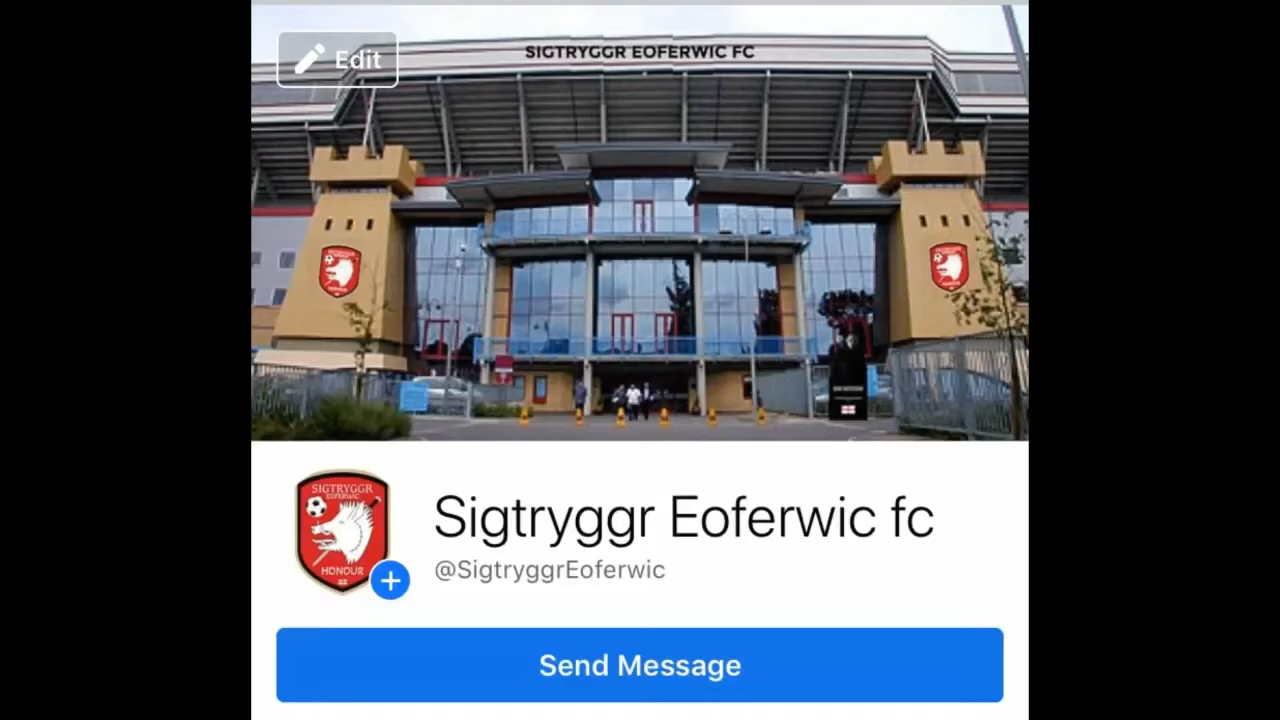 SIGTRYGGR EOFERWIC FC
Edit
SIGTRYGGR
EOFERWIC
HONOUR
Sigtryggr Eoferwic fc
@SigtryggrEoferwic
Send Message